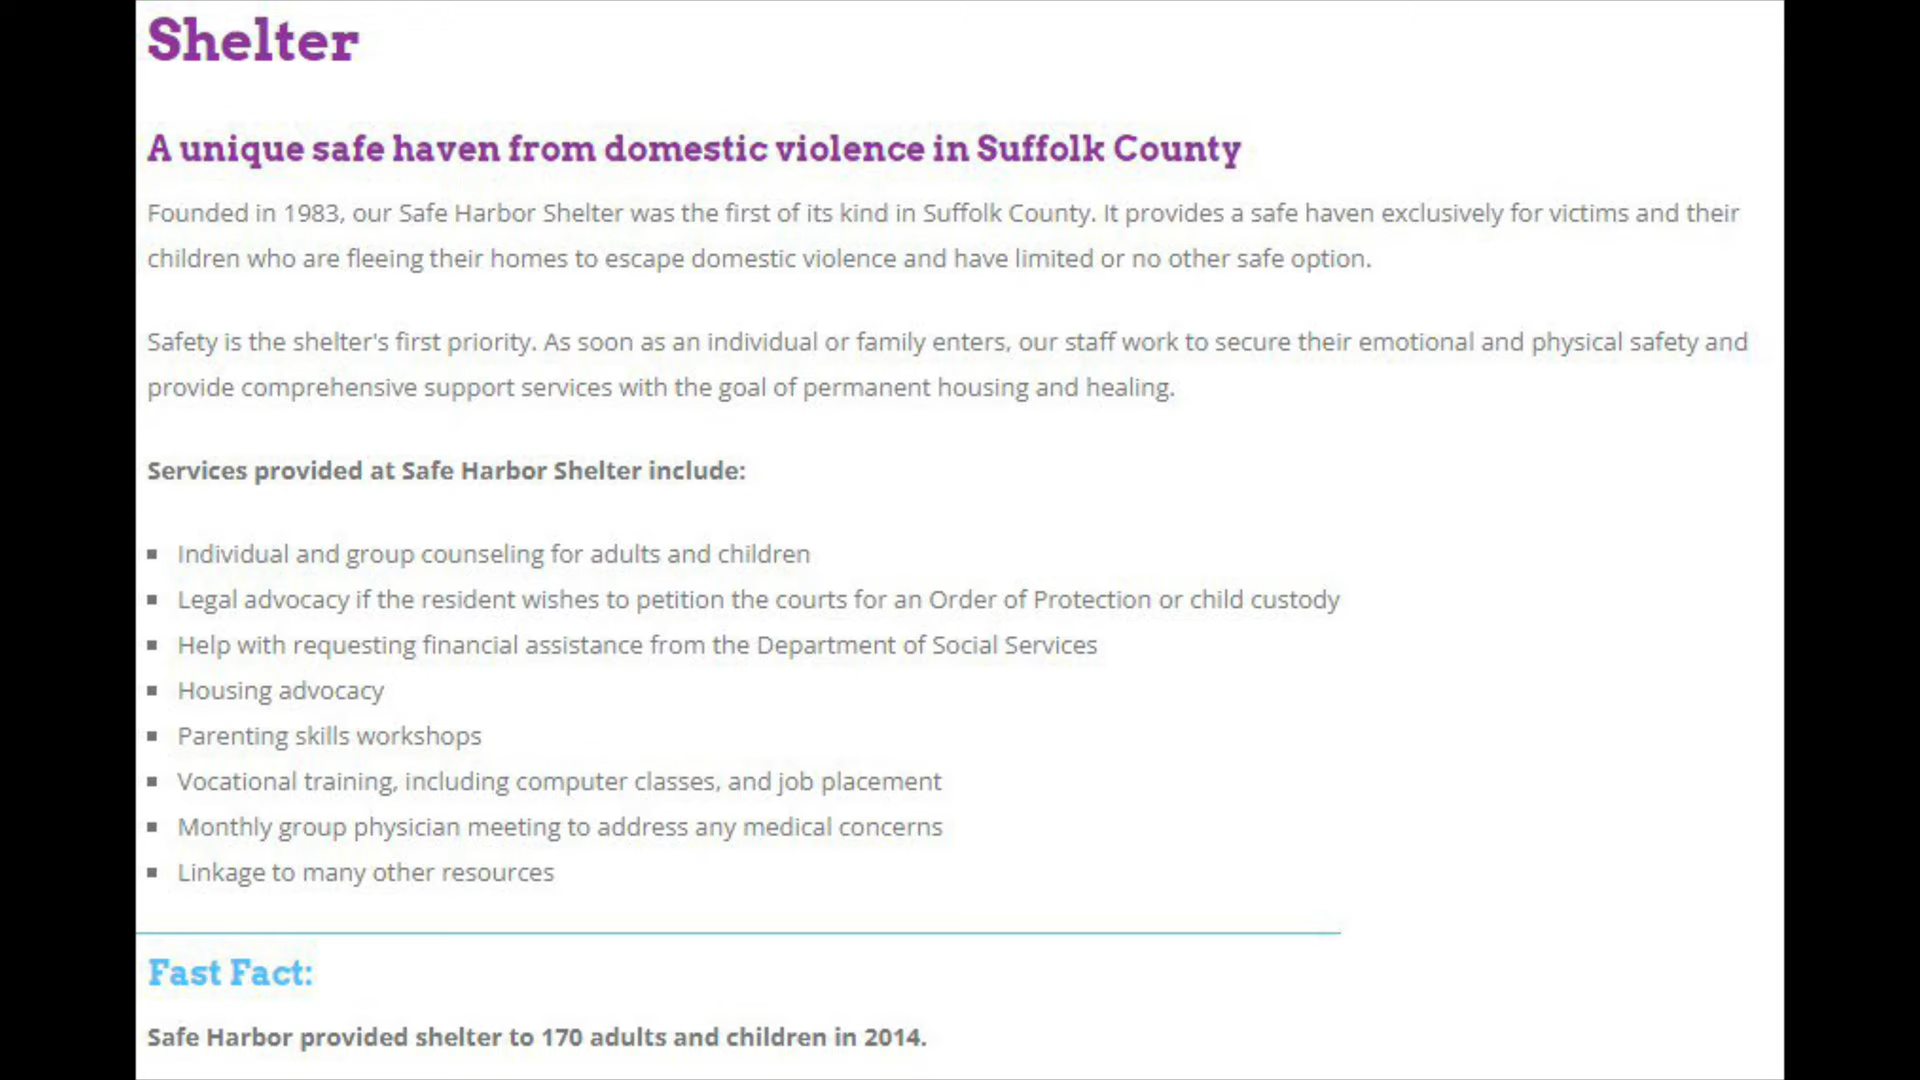 Shelter
A unique safe haven from domestic violence in Suffolk County
Founded in 1983, our Safe Harbor Shelter was the first of its kind in Suffolk County. It provides a safe haven exclusively for victims and their
children who are fleeing their homes to escape domestic violence and have limited or no other safe option.
Safety is the shelter's first priority. As soon as an individual or family enters, our staff work to secure their emotional and physical safety and
provide comprehensive support services with the goal of permanent housing and healing.
Services provided at Safe Harbor Shelter include:
▪ Individual and group counseling for adults and children
▪ Legal advocacy if the resident wishes to petition the courts for an Order of Protection or child custody
▪ Help with requesting financial assistance from the Department of Social Services
▪ Housing advocacy
▪ Parenting skills workshops
▪ Vocational training, including computer classes, and job placement
▪ Monthly group physician meeting to address any medical concerns
▪ Linkage to many other resources
Fast Fact:
Safe Harbor provided shelter to 170 adults and children in 2014.